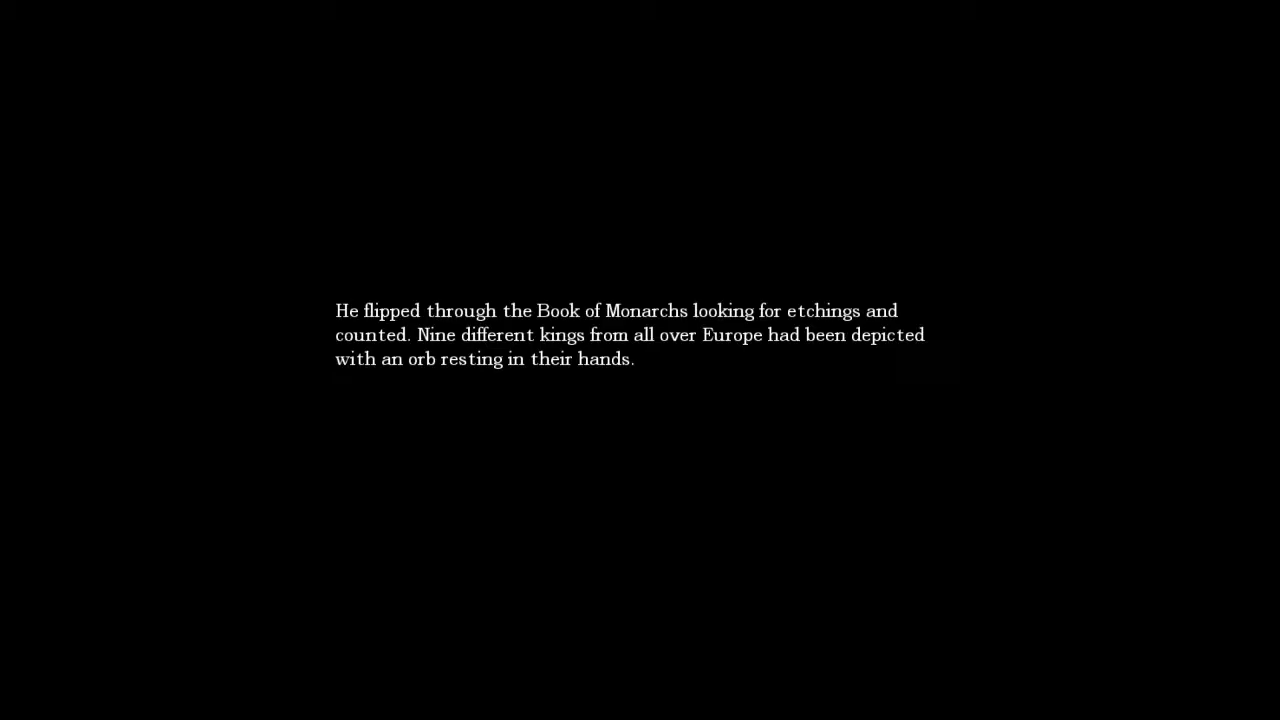 He flipped through the Book of Monarchs looking for etchings and
counted. Nine different kings from all over Europe had been depicted
with an orb resting in their hands.